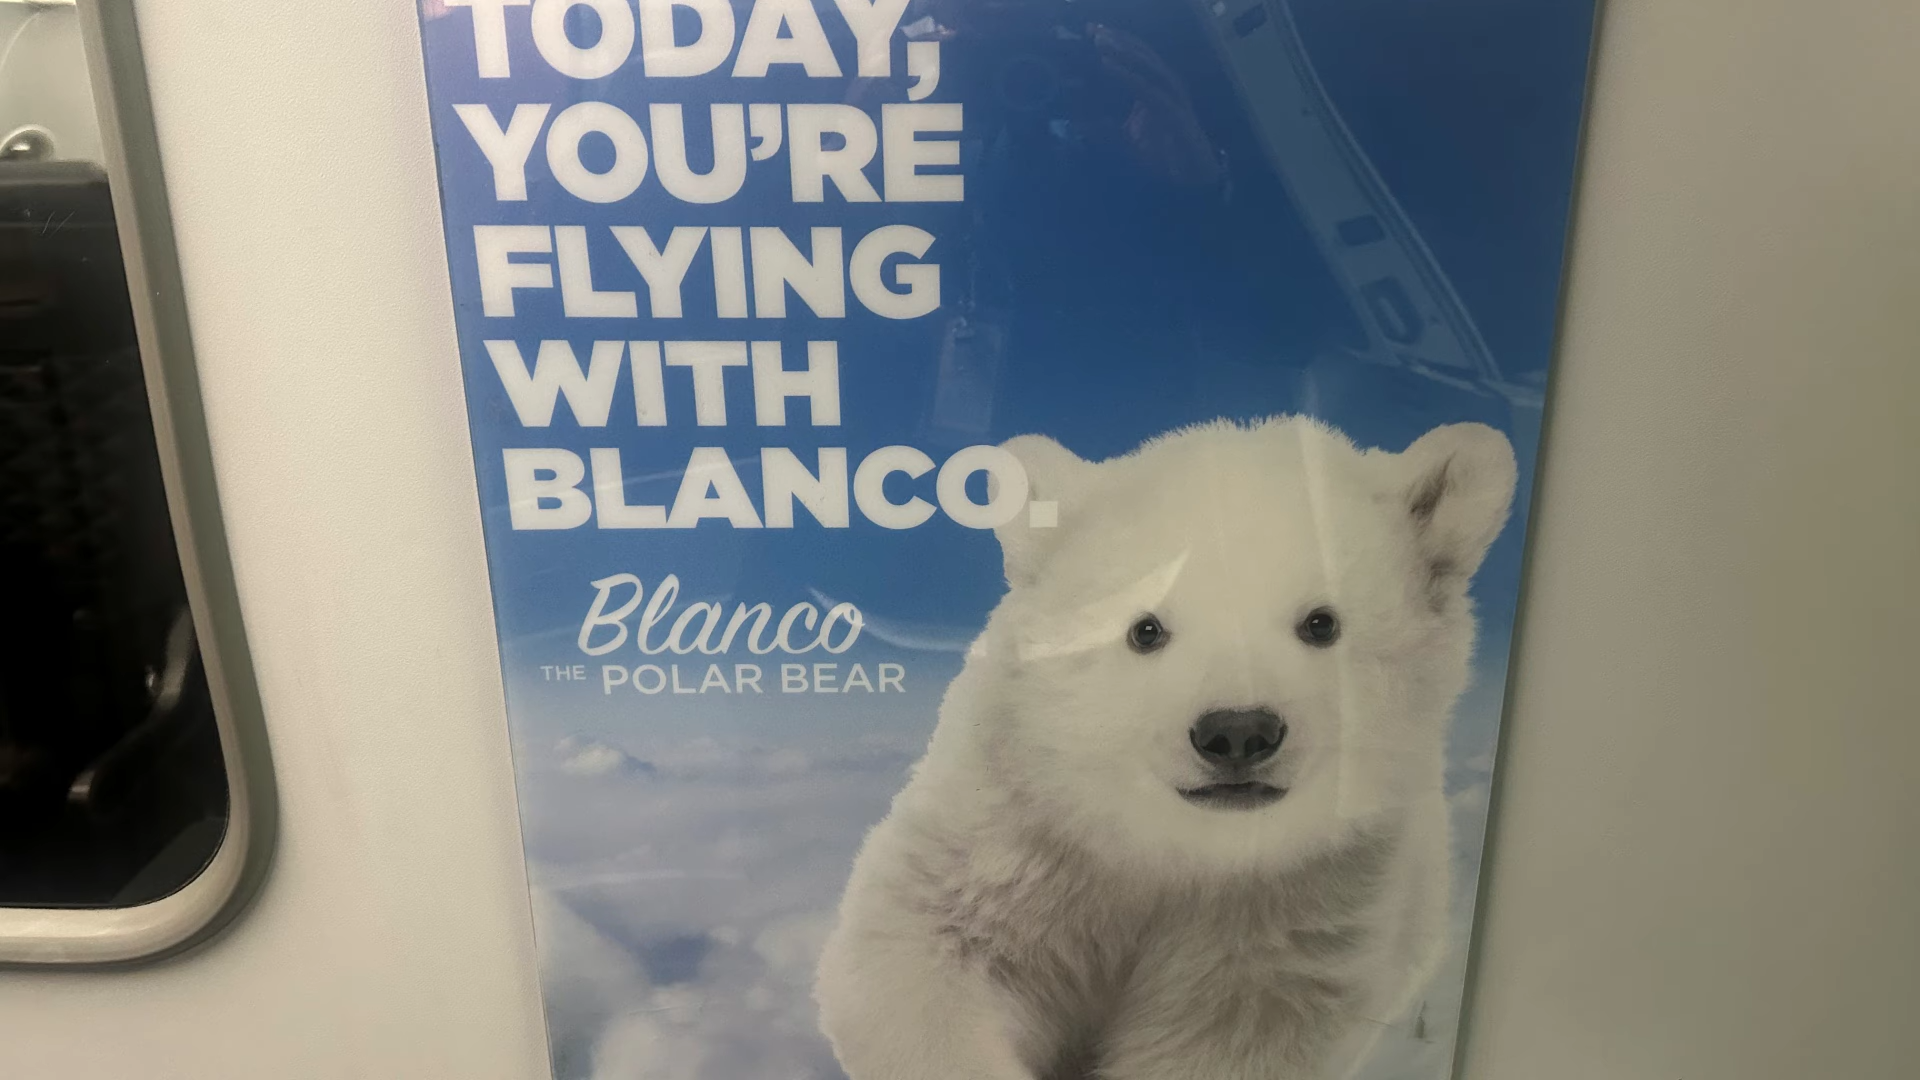 TODAY,
YOU'RE
FLYING
WITH
BLANCO.
Blanco
THE POLAR BEAR